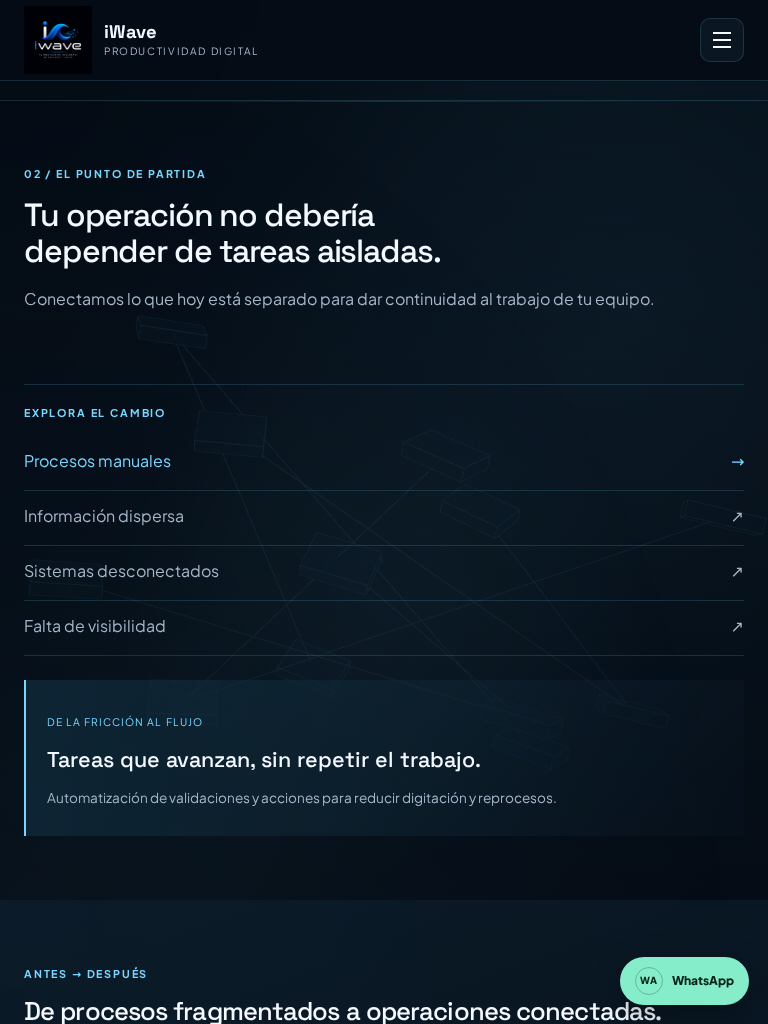 iwave
iWave
PRODUCTIVIDAD DIGITAL
02 / EL PUNTO DE PARTIDA
Tu operación no debería
depender de tareas aisladas.
Conectamos lo que hoy está separado para dar continuidad al trabajo de tu equipo.
EXPLORA EL CAMBIO
Procesos manuales →
Información dispersa ↗
Sistemas desconectados ↗
Falta de visibilidad ↗
DE LA FRICCIÓN AL FLUJO
Tareas que avanzan, sin repetir el trabajo.
Automatización de validaciones y acciones para reducir digitación y reprocesos.
ANTES → DESPUÉS
WA WhatsApp
De procesos fragmentados a operaciones conectadas.